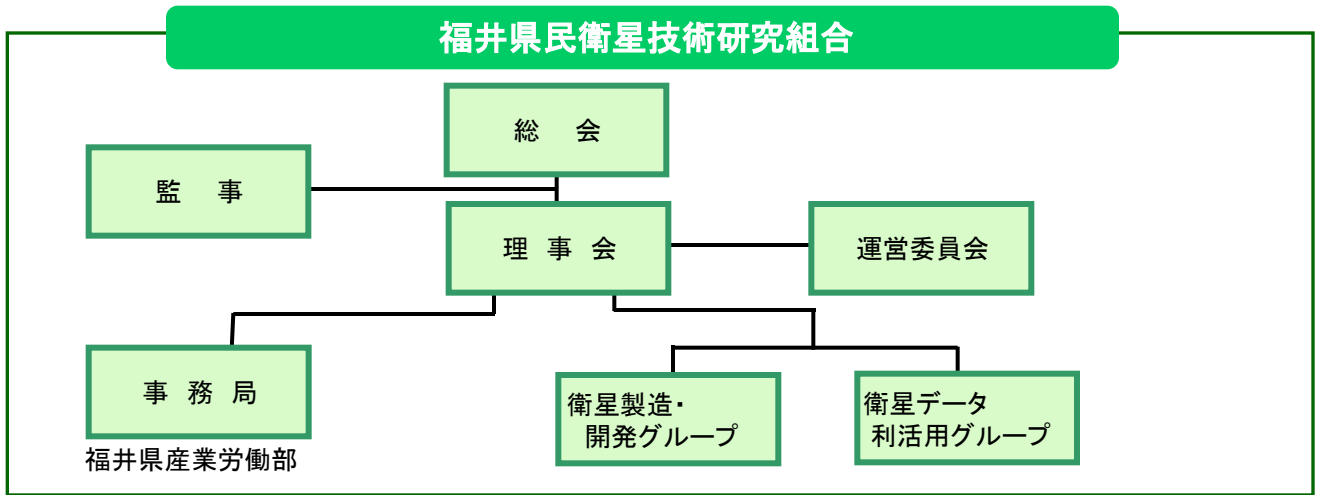 福井県民衛星技術研究組合
総　会
監　事
理 事 会
運営委員会
事 務 局
福井県産業労働部
衛星製造・
開発グループ
衛星データ
利活用グループ